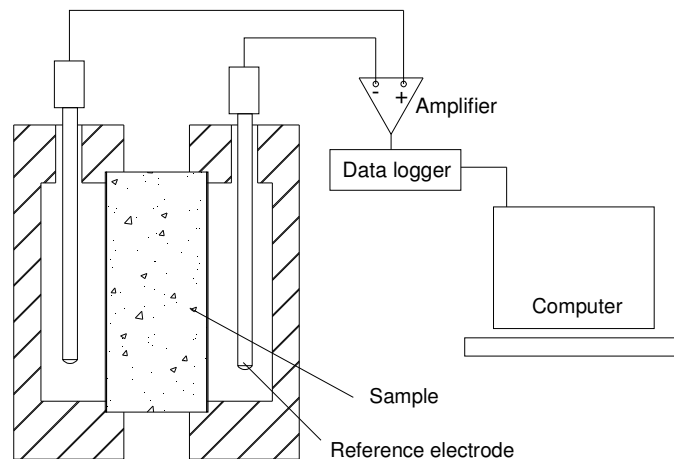 -
+
Amplifier
Data logger
Computer
Sample
Reference electrode